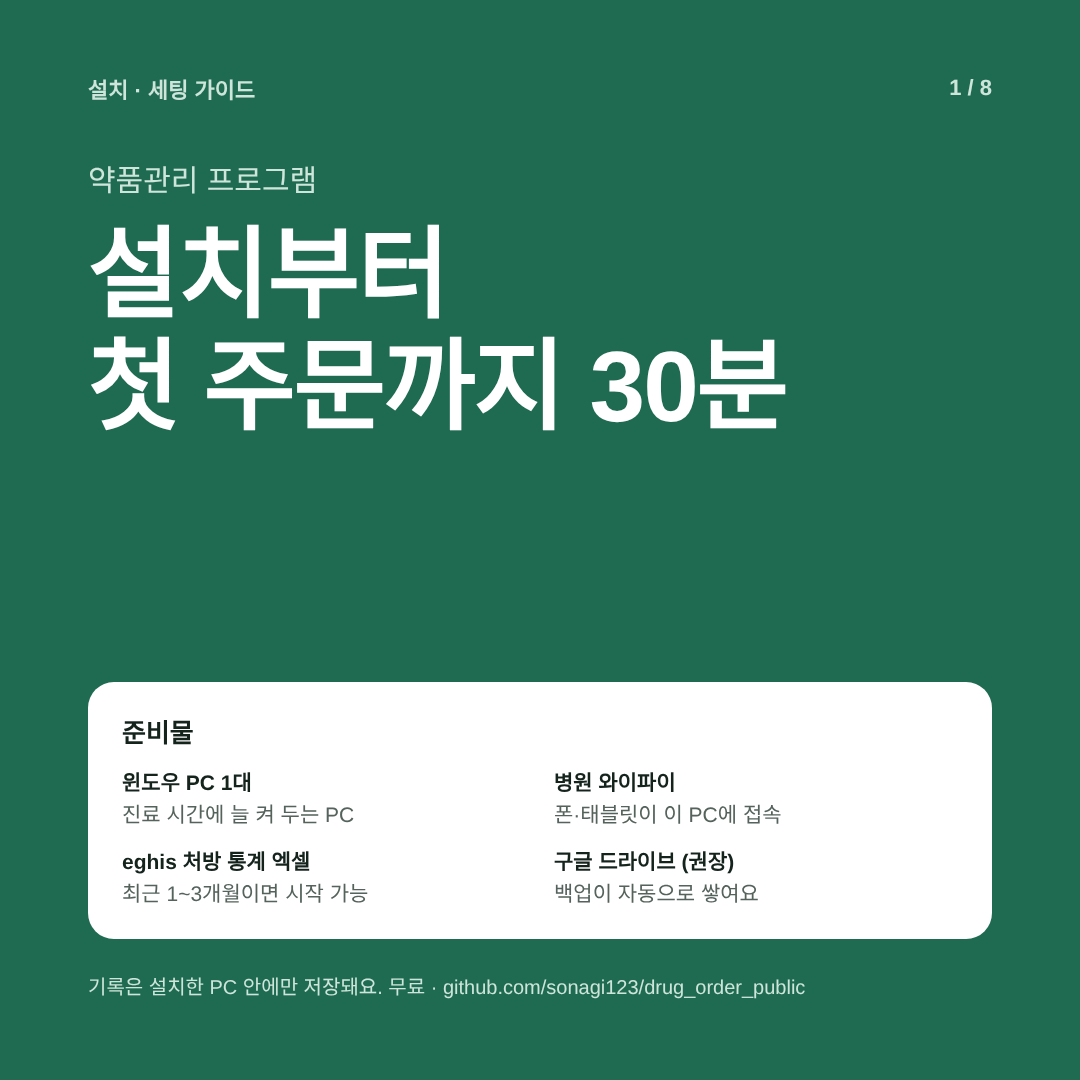 설치 · 세팅 가이드
1 / 8
약품관리 프로그램
설치부터
첫 주문까지 30분
준비물
윈도우 PC 1대
진료 시간에 늘 켜 두는 PC
병원 와이파이
폰·태블릿이 이 PC에 접속
eghis 처방 통계 엑셀
최근 1~3개월이면 시작 가능
구글 드라이브 (권장)
백업이 자동으로 쌓여요
기록은 설치한 PC 안에만 저장돼요. 무료 · github.com/sonagi123/drug_order_public